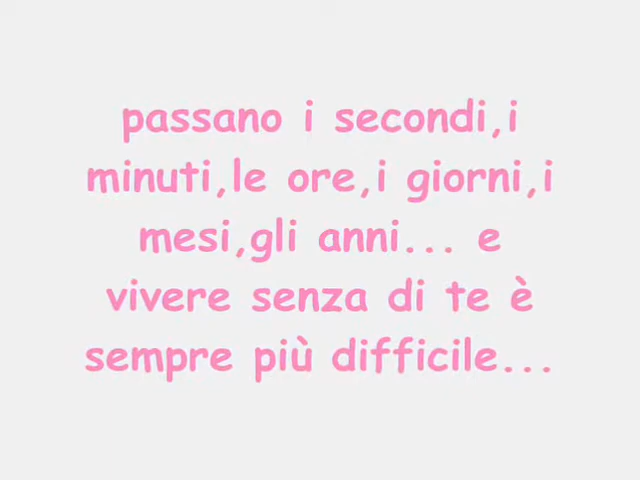 passano i secondi,i
minuti,le ore,i giorni,i
mesi,gli anni... e
vivere senza di te è
sempre più difficile...